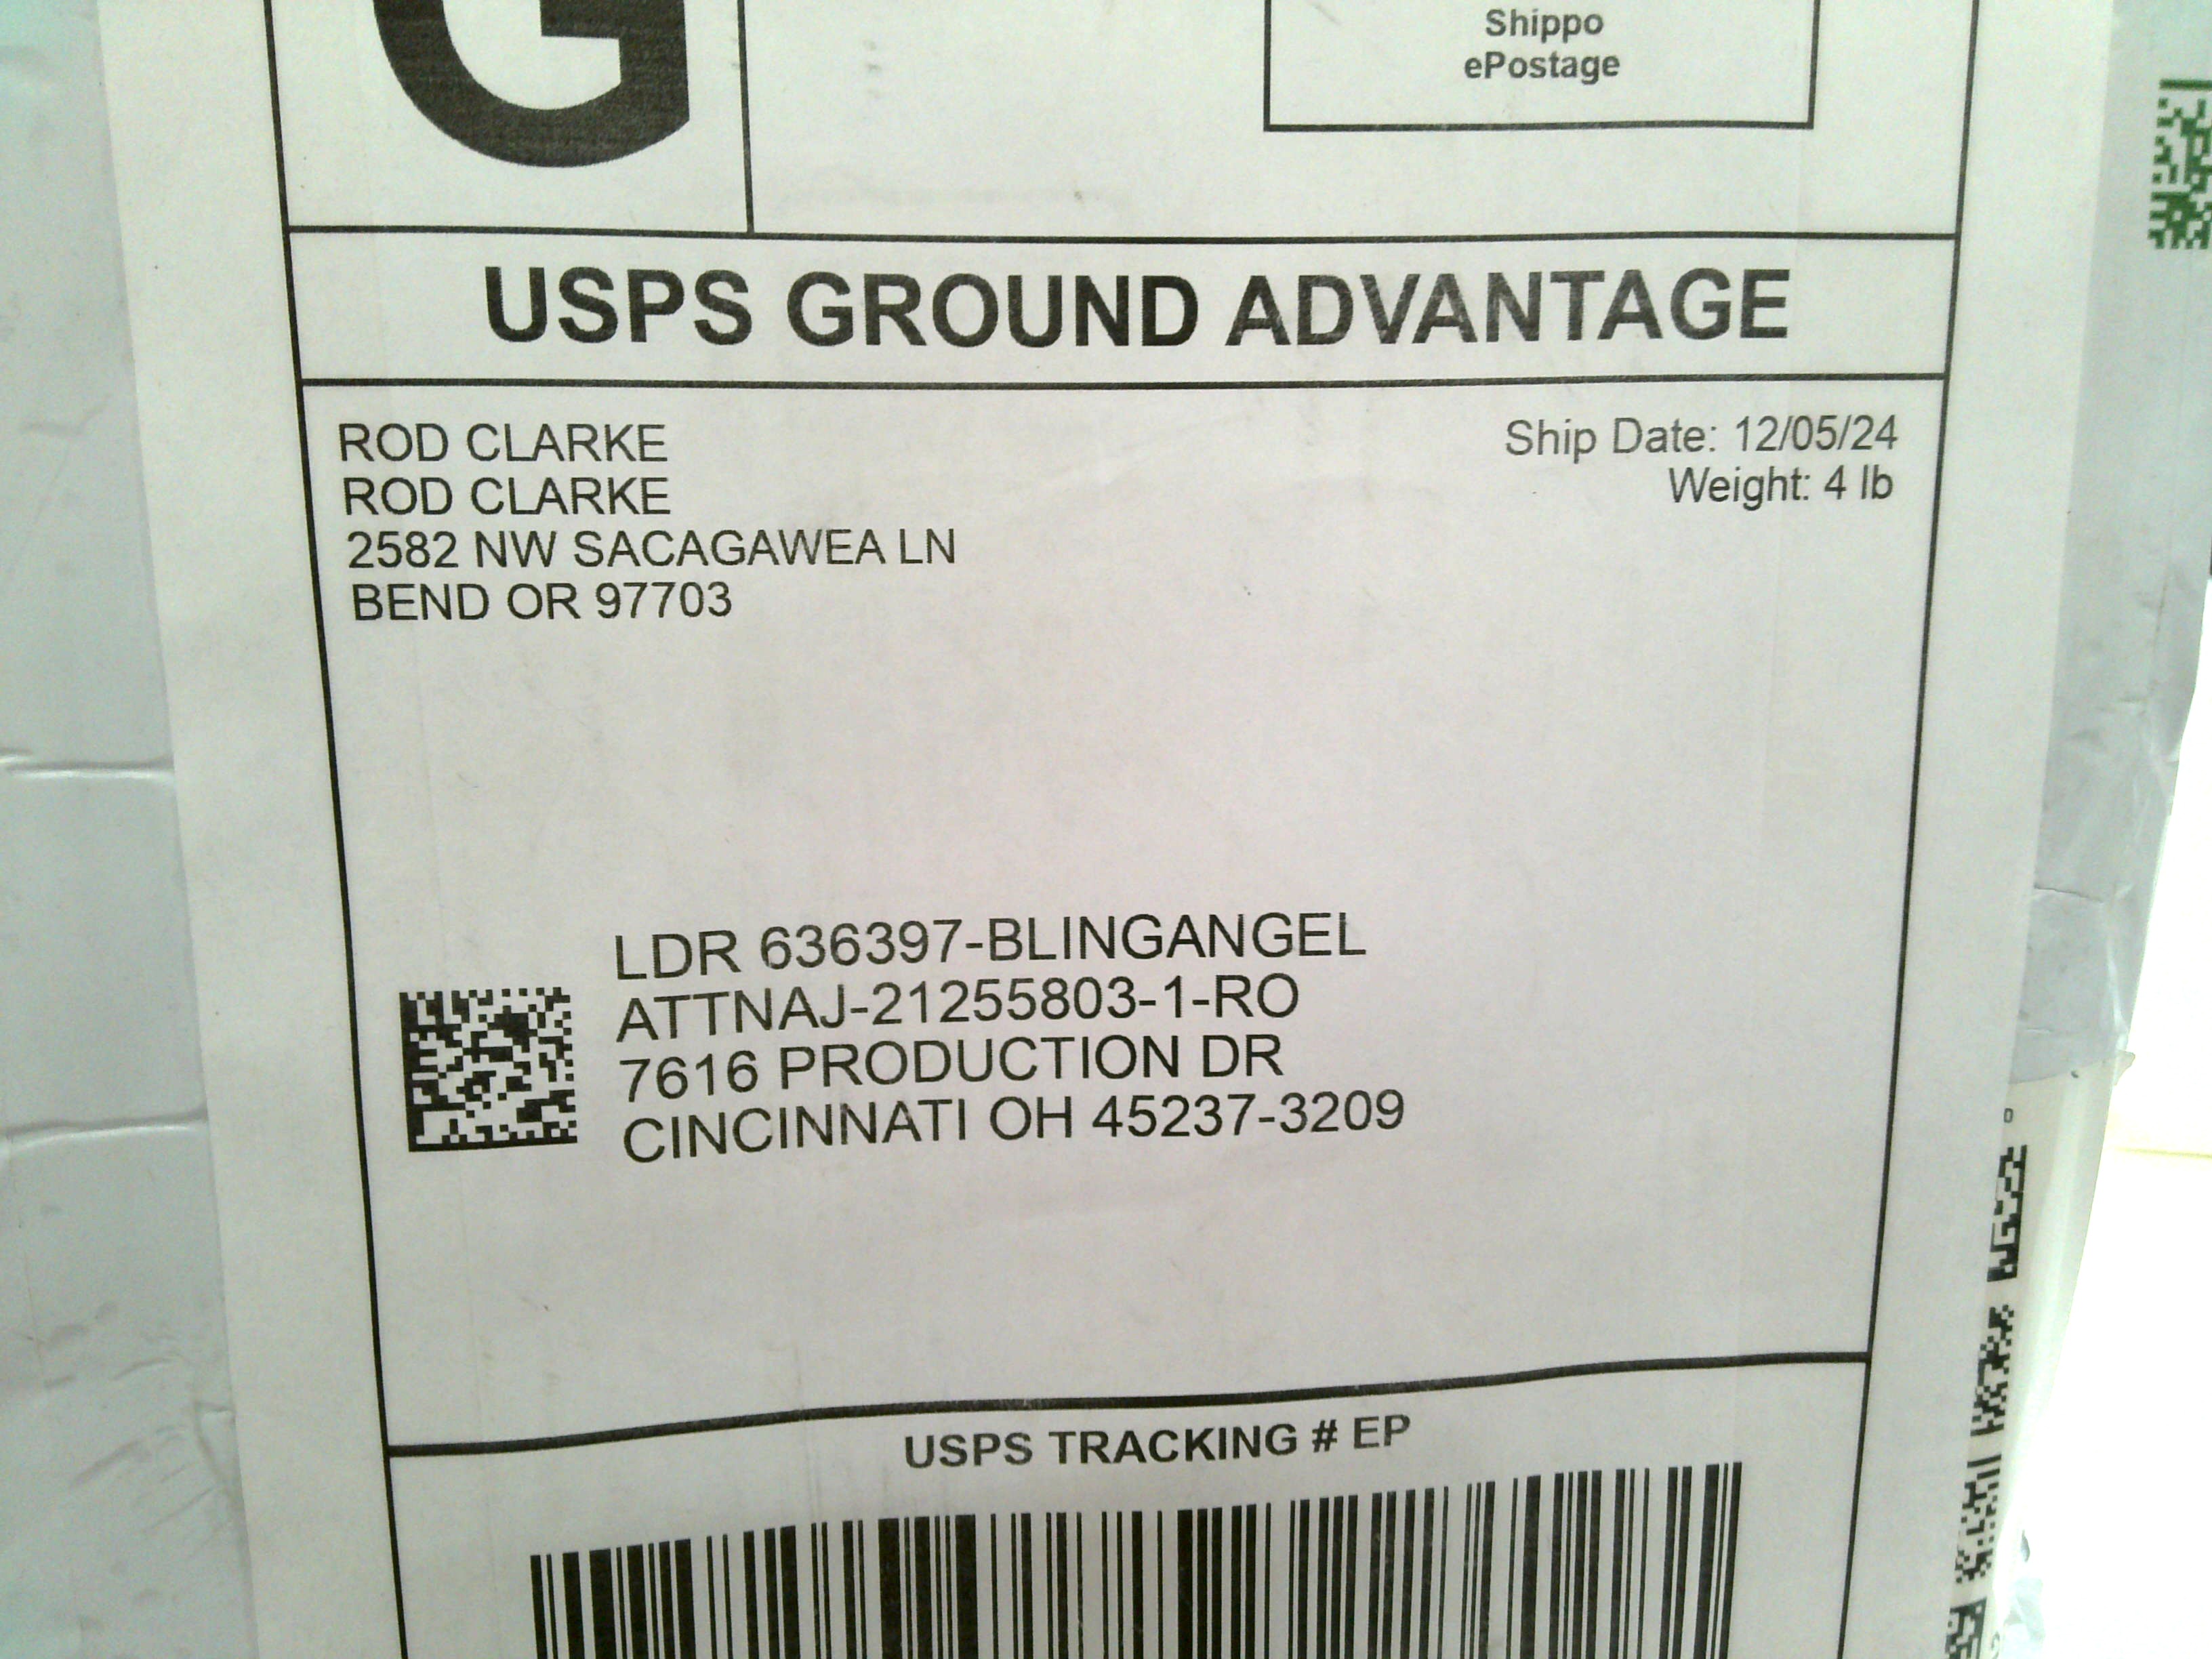 G
Shippo
ePostage
USPS GROUND ADVANTAGE
ROD CLARKE
ROD CLARKE
2582 NW SACAGAWEA LN
BEND OR 97703
Ship Date: 12/05/24
Weight: 4 lb
LDR 636397-BLINGANGEL
ATTNAJ-21255803-1-RO
7616 PRODUCTION DR
CINCINNATI OH 45237-3209
USPS TRACKING # EP